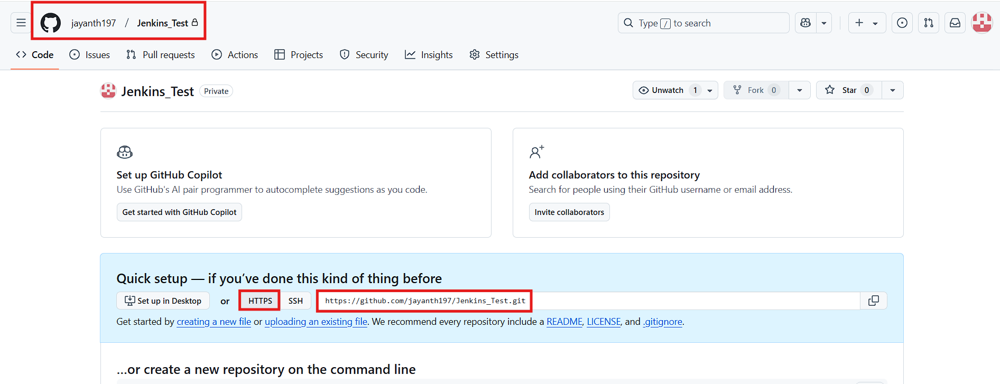 jayanth197 / Jenkins_Test
Type / to search
Code Issues Pull requests Actions Projects Security Insights Settings
Jenkins_Test Private
Unwatch 1 Fork 0 Star 0
Set up GitHub Copilot
Use GitHub's AI pair programmer to autocomplete suggestions as you code.
Get started with GitHub Copilot
Add collaborators to this repository
Search for people using their GitHub username or email address.
Invite collaborators
Quick setup — if you’ve done this kind of thing before
Set up in Desktop or HTTPS SSH https://github.com/jayanth197/Jenkins_Test.git
Get started by creating a new file or uploading an existing file. We recommend every repository include a README, LICENSE, and .gitignore.
...or create a new repository on the command line